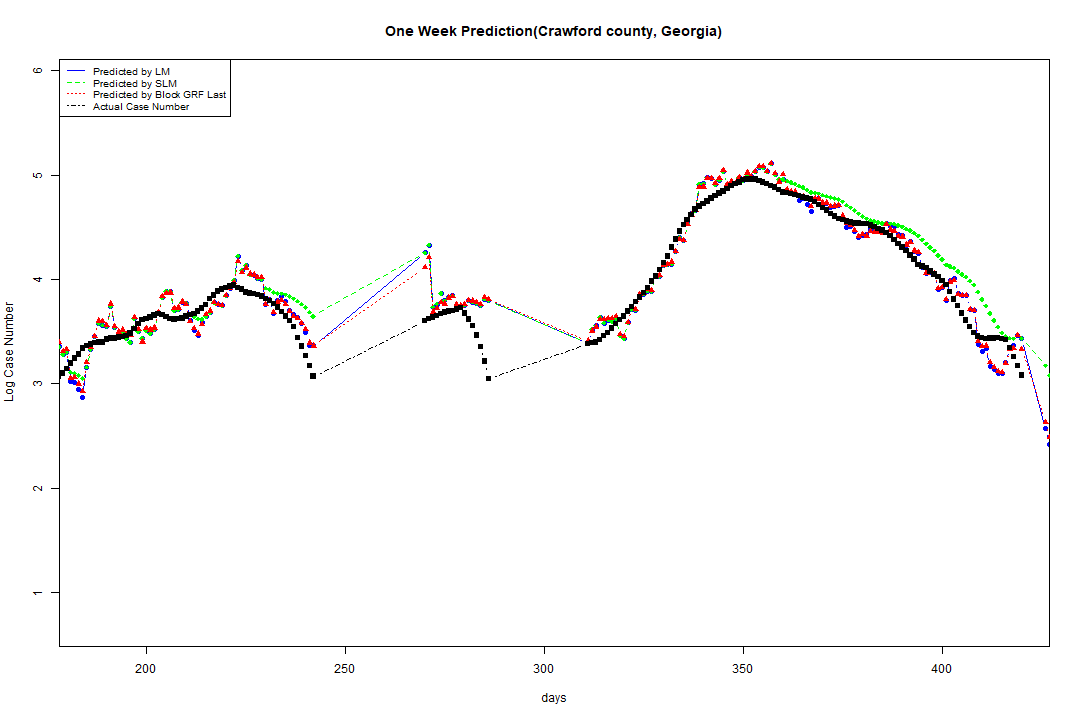 One Week Prediction(Crawford county, Georgia)
Predicted by LM
Predicted by SLM
Predicted by Block GRF Last
Actual Case Number
6
5
4
3
2
1
Log Case Number
200 250 300 350 400
days